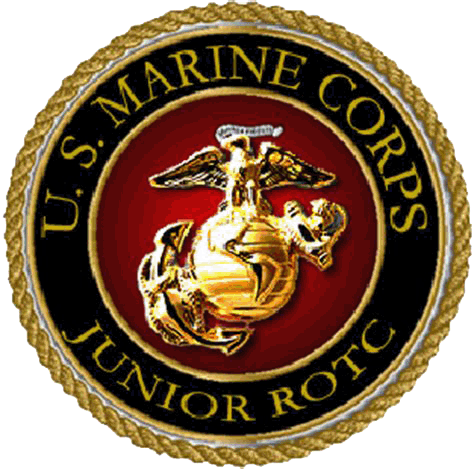 U. S. MARINE CORPS
JUNIOR ROTC